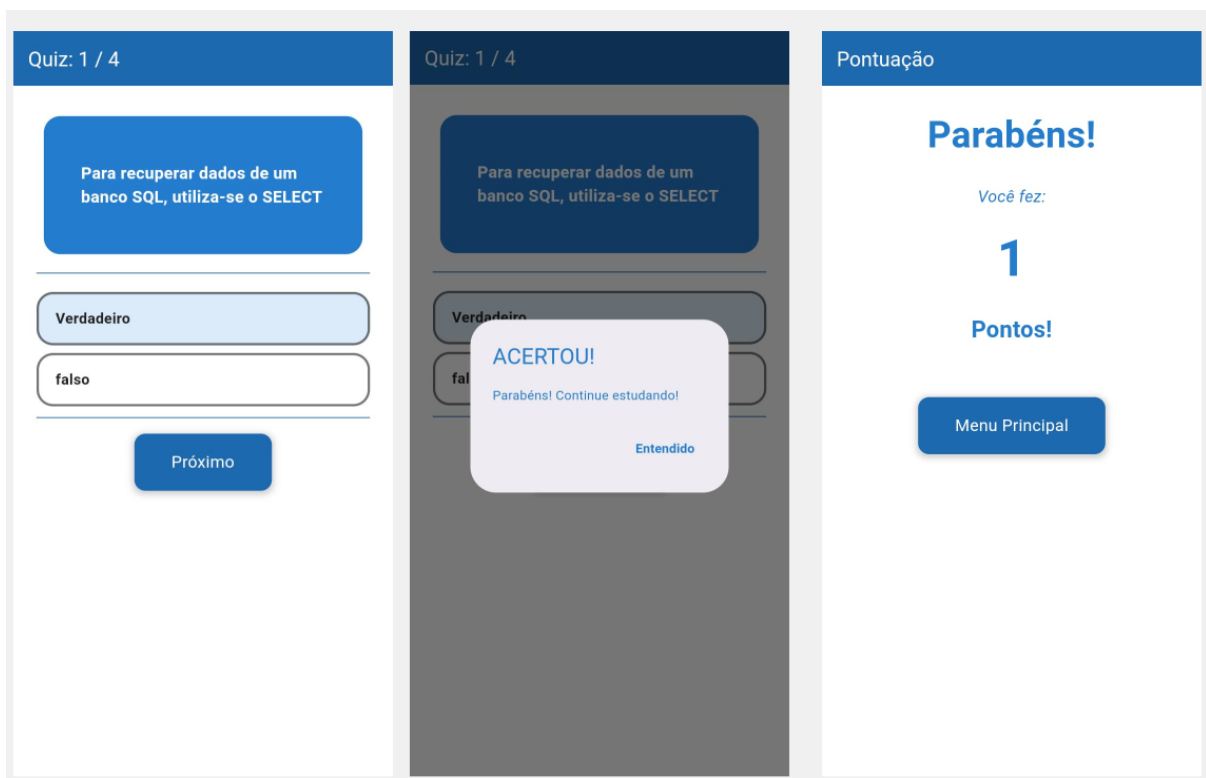 Quiz: 1 / 4
Para recuperar dados de um
banco SQL, utiliza-se o SELECT
Verdadeiro
falso
Próximo
Quiz: 1 / 4
Para recuperar dados de um
banco SQL, utiliza-se o SELECT
Verdadeiro
fal
ACERTOU!
Parabéns! Continue estudando!
Entendido
Pontuação
Parabéns!
Você fez:
1
Pontos!
Menu Principal